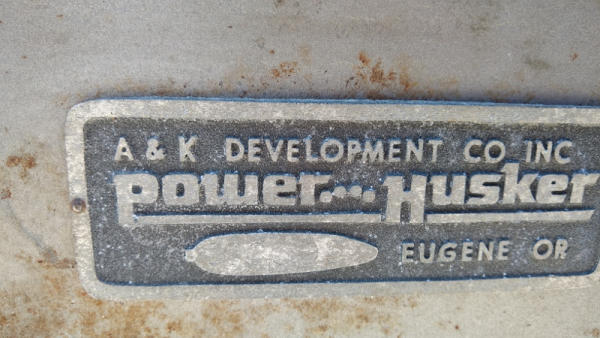 A & K DEVELOPMENT CO INC
Power... Husker
EUGENE OR